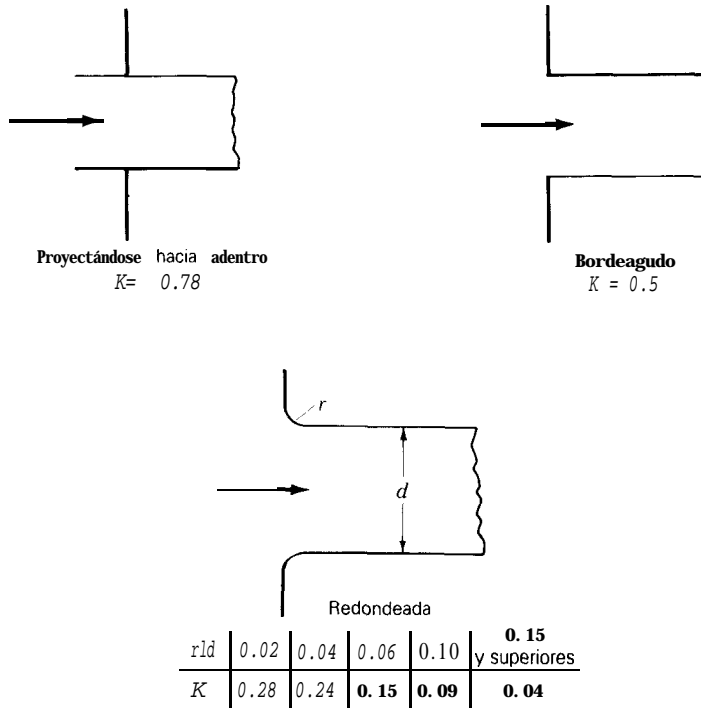 Proyectándose hacia adentro
K= 0.78
Bordeagudo
K = 0.5
r
d
Redondeada
rld 0.02 0.04 0.06 0.10 0.15 y superiores
K 0.28 0.24 0.15 0.09 0.04